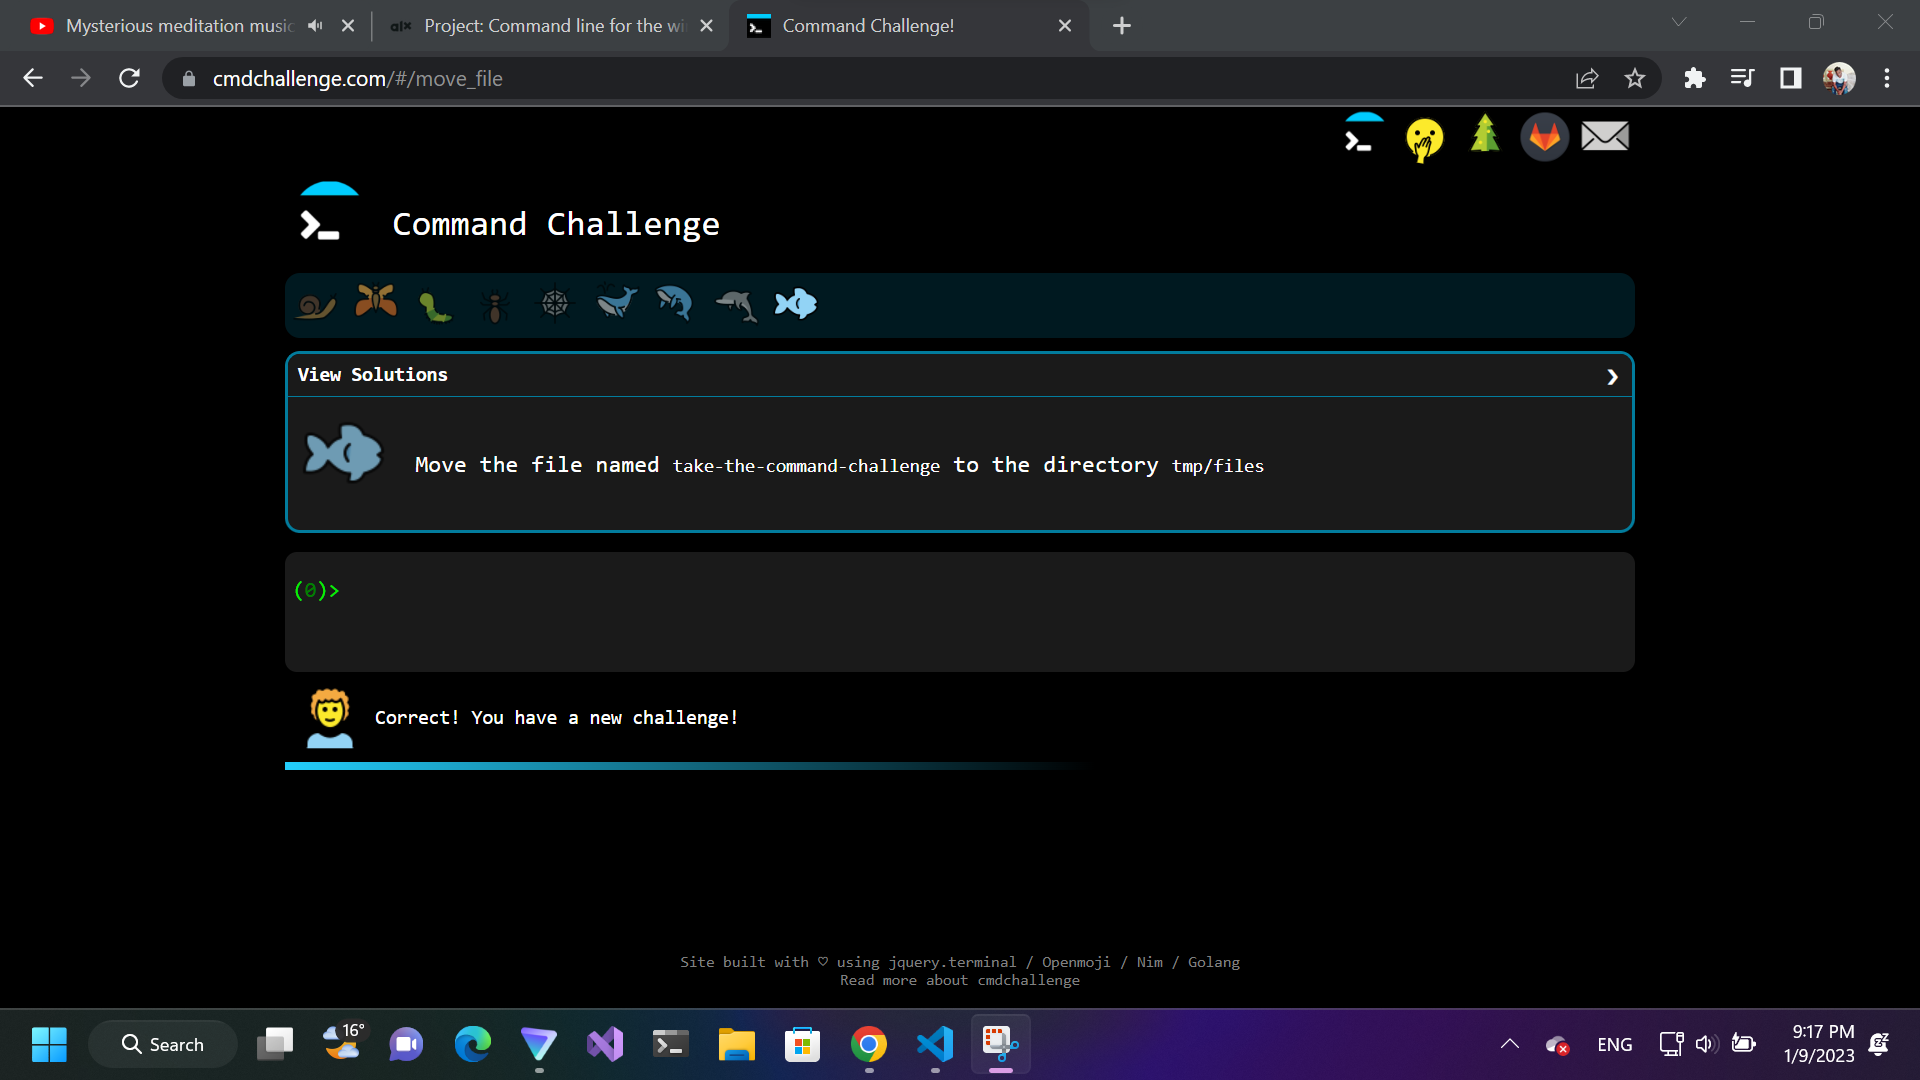 Mysterious meditation music
alx Project: Command line for the wi
Command Challenge!
cmdchallenge.com/#/move_file
Command Challenge
View Solutions
Move the file named take-the-command-challenge to the directory tmp/files
(0)>
Correct! You have a new challenge!
Site built with ♡ using jquery.terminal / Openmoji / Nim / Golang
Read more about cmdchallenge
Search
16°
ENG
9:17 PM
1/9/2023